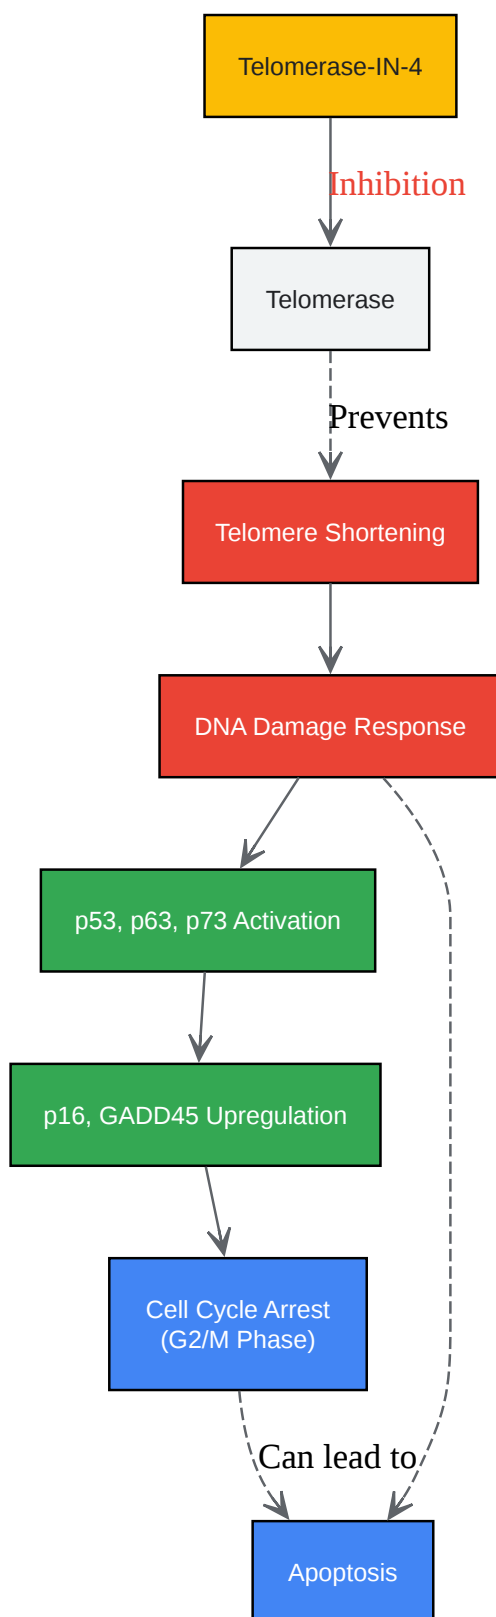 Telomerase-IN-4
Inhibition
Telomerase
Prevents
Telomere Shortening
DNA Damage Response
p53, p63, p73 Activation
p16, GADD45 Upregulation
Cell Cycle Arrest
(G2/M Phase)
Can lead to
Apoptosis